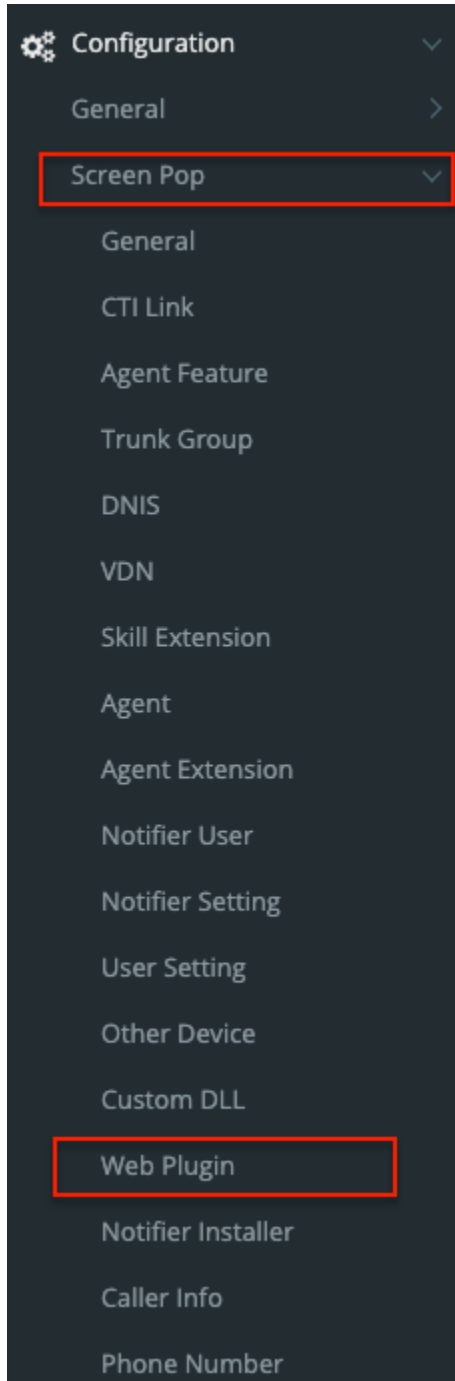 Configuration
General
Screen Pop
General
CTI Link
Agent Feature
Trunk Group
DNIS
VDN
Skill Extension
Agent
Agent Extension
Notifier User
Notifier Setting
User Setting
Other Device
Custom DLL
Web Plugin
Notifier Installer
Caller Info
Phone Number